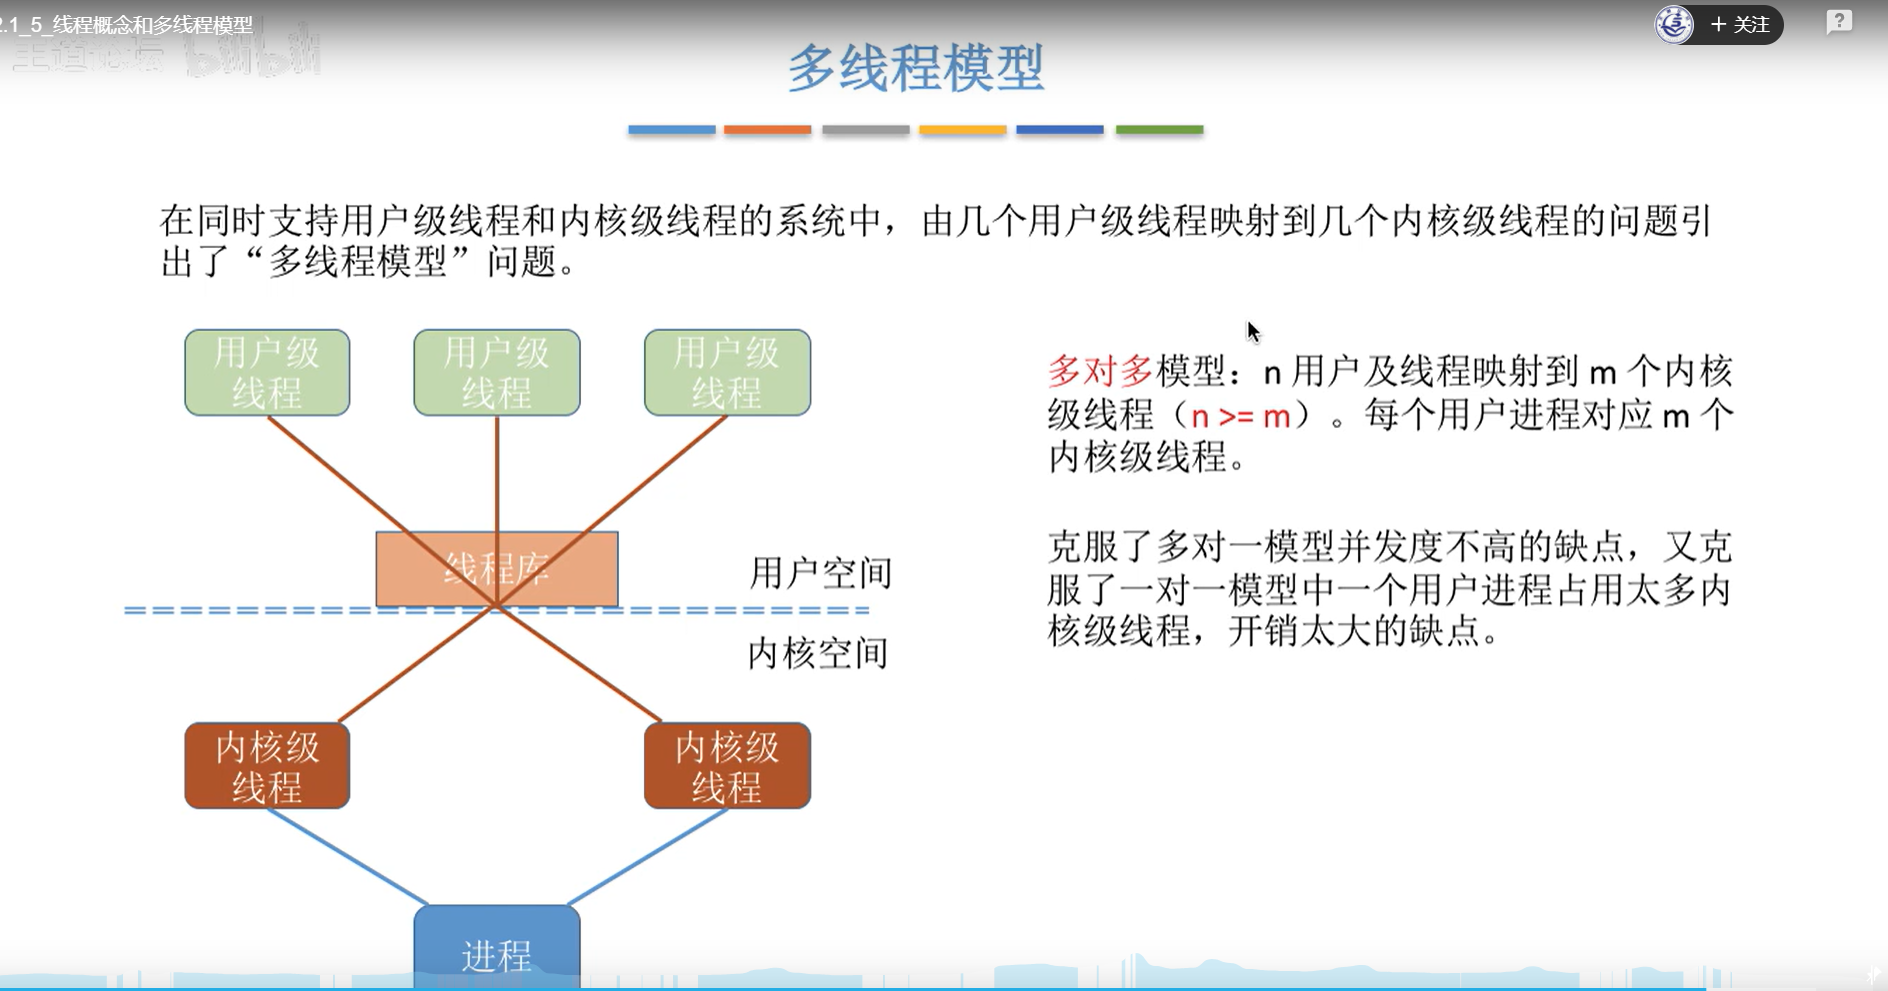 2.1_5_线程概念和多线程模型
关注
王道论坛 bilibili
多线程模型
在同时支持用户级线程和内核级线程的系统中，由几个用户级线程映射到几个内核级线程的问题引
出了“多线程模型”问题。
用户级
线程
用户级
线程
用户级
线程
线程库
用户空间
内核空间
内核级
线程
内核级
线程
进程
多对多模型：n 用户及线程映射到 m 个内核
级线程（n >= m）。每个用户进程对应 m 个
内核级线程。
克服了多对一模型并发度不高的缺点，又克
服了一对一模型中一个用户进程占用太多内
核级线程，开销太大的缺点。